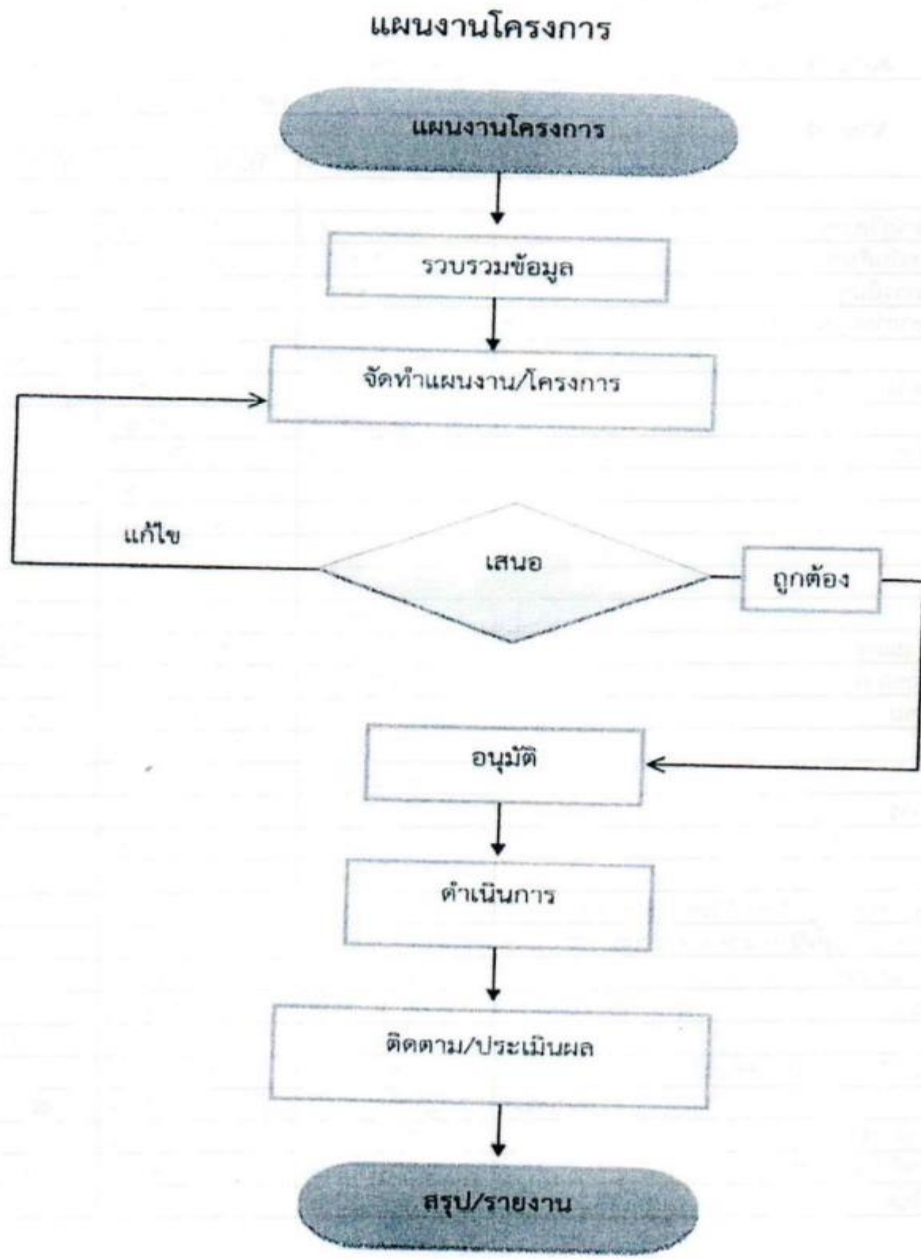 แผนงานโครงการ
แผนงานโครงการ
รวบรวมข้อมูล
จัดทำแผนงาน/โครงการ
แก้ไข
เสนอ
ถูกต้อง
อนุมัติ
ดำเนินการ
ติดตาม/ประเมินผล
สรุป/รายงาน